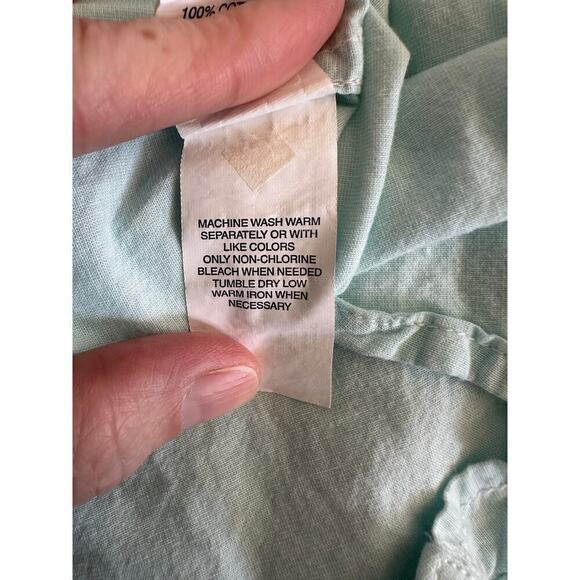 100%
MACHINE WASH WARM
SEPARATELY OR WITH
LIKE COLORS
ONLY NON-CHLORINE
BLEACH WHEN NEEDED
TUMBLE DRY LOW
WARM IRON WHEN
NECESSARY